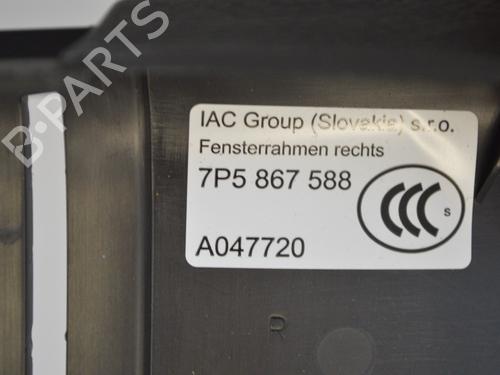 B·PARTS
IAC Group (Slovakia) s.r.o.
Fensterrahmen rechts
7P5 867 588
CCC S
A047720
R